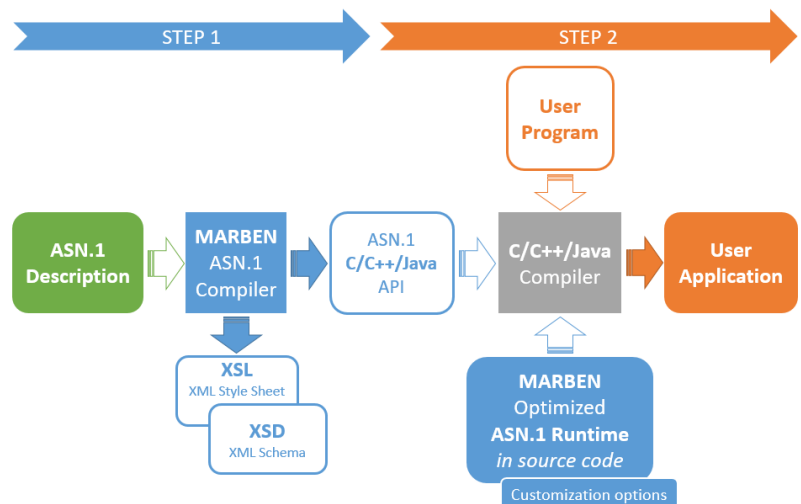 STEP 1
STEP 2
User
Program
ASN.1
Description
MARBEN
ASN.1
Compiler
ASN.1
C/C++/Java
API
C/C++/Java
Compiler
User
Application
XSL
XML Style Sheet
XSD
XML Schema
MARBEN
Optimized
ASN.1 Runtime
in source code
Customization options